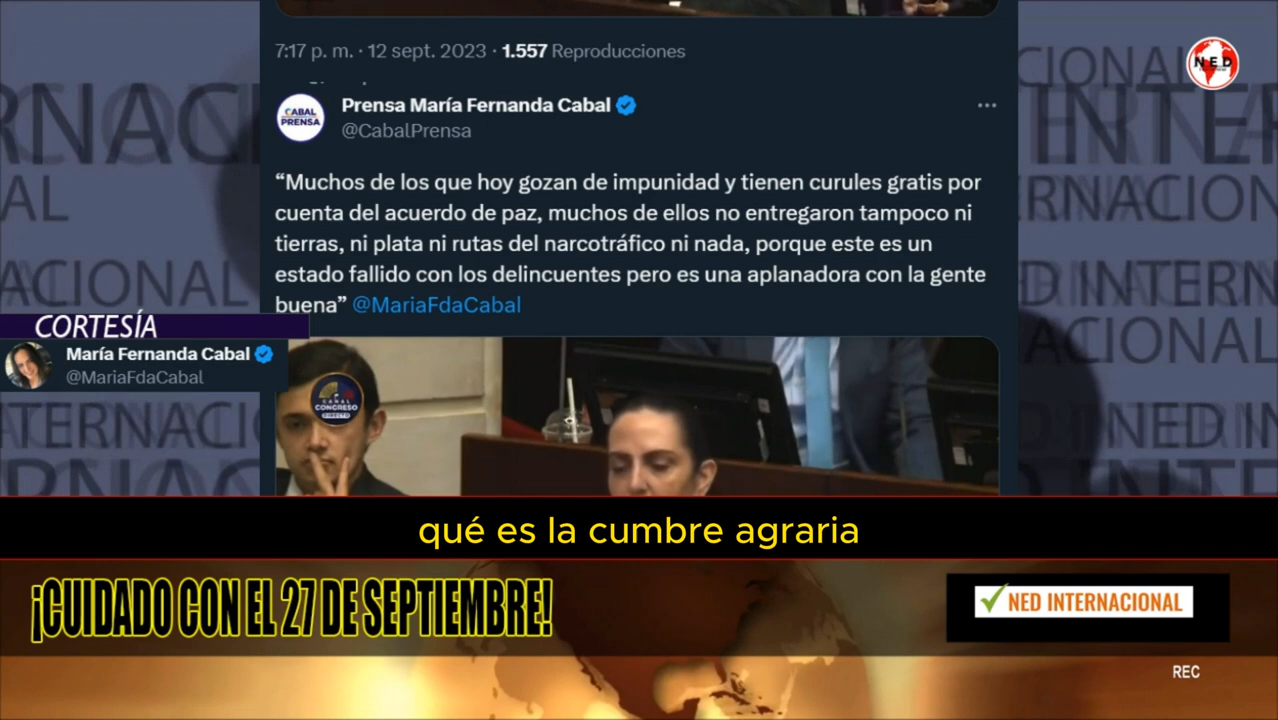 7:17 p. m. · 12 sept. 2023 · 1.557 Reproducciones
NED
CABAL
PRENSA
Prensa María Fernanda Cabal
@CabalPrensa
“Muchos de los que hoy gozan de impunidad y tienen curules gratis por
cuenta del acuerdo de paz, muchos de ellos no entregaron tampoco ni
tierras, ni plata ni rutas del narcotráfico ni nada, porque este es un
estado fallido con los delincuentes pero es una aplanadora con la gente
buena” @MariaFdaCabal
CORTESÍA
María Fernanda Cabal
@MariaFdaCabal
CANAL
CONGRESO
qué es la cumbre agraria
¡CUIDADO CON EL 27 DE SEPTIEMBRE!
NED INTERNACIONAL
REC